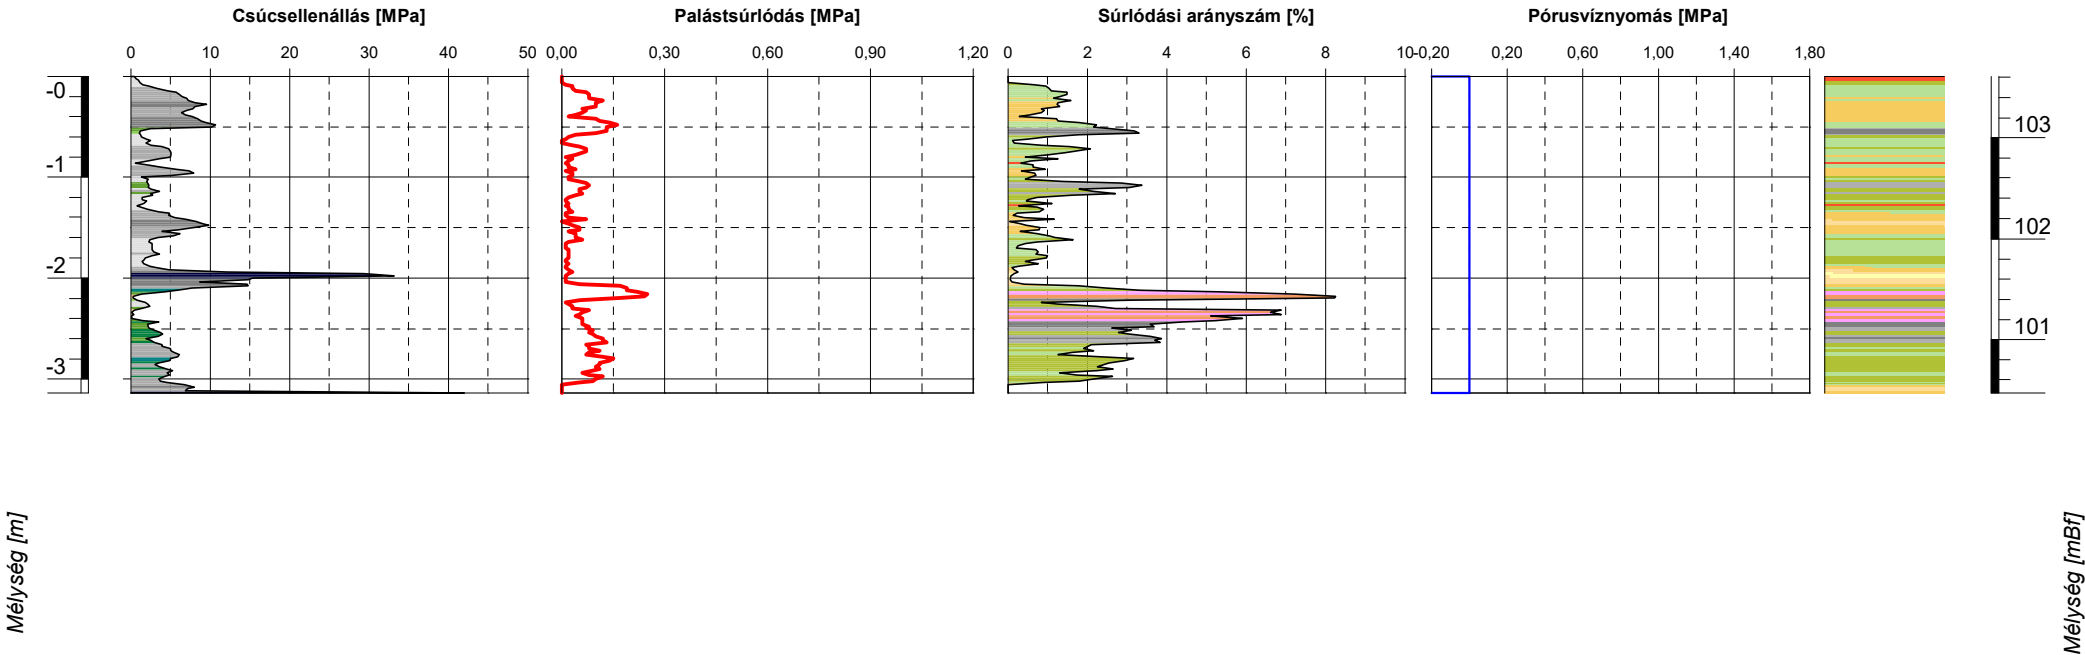 Csúcsellenállás [MPa] Palástsúrlódás [MPa] Súrlódási arányszám [%] Pórusvíznyomás [MPa]
0 10 20 30 40 50 0,00 0,30 0,60 0,90 1,20 0 2 4 6 8 10 -0,20 0,20 0,60 1,00 1,40 1,80
-0
103
-1
102
-2
101
-3
Mélység [m]
Mélység [mBf]